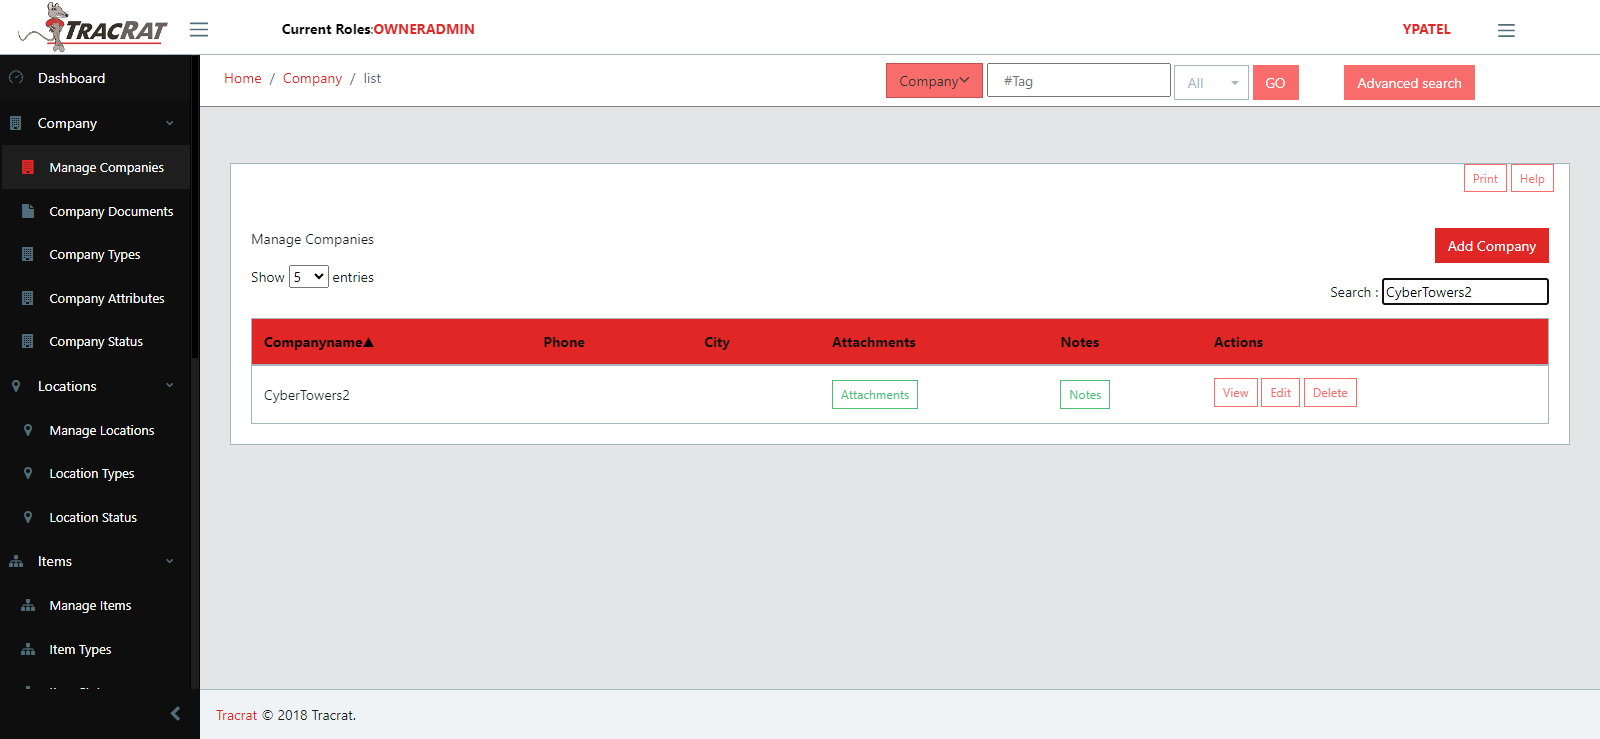 TRACRAT
Current Roles:OWNERADMIN
YPATEL
Dashboard
Company
Manage Companies
Company Documents
Company Types
Company Attributes
Company Status
Locations
Manage Locations
Location Types
Location Status
Items
Manage Items
Item Types
Home / Company / list
Company
#Tag
All
GO
Advanced search
Print
Help
Manage Companies
Add Company
Show 5 entries
Search : CyberTowers2
Companyname▲ Phone City Attachments Notes Actions
CyberTowers2 Attachments Notes View Edit Delete
Tracrat © 2018 Tracrat.